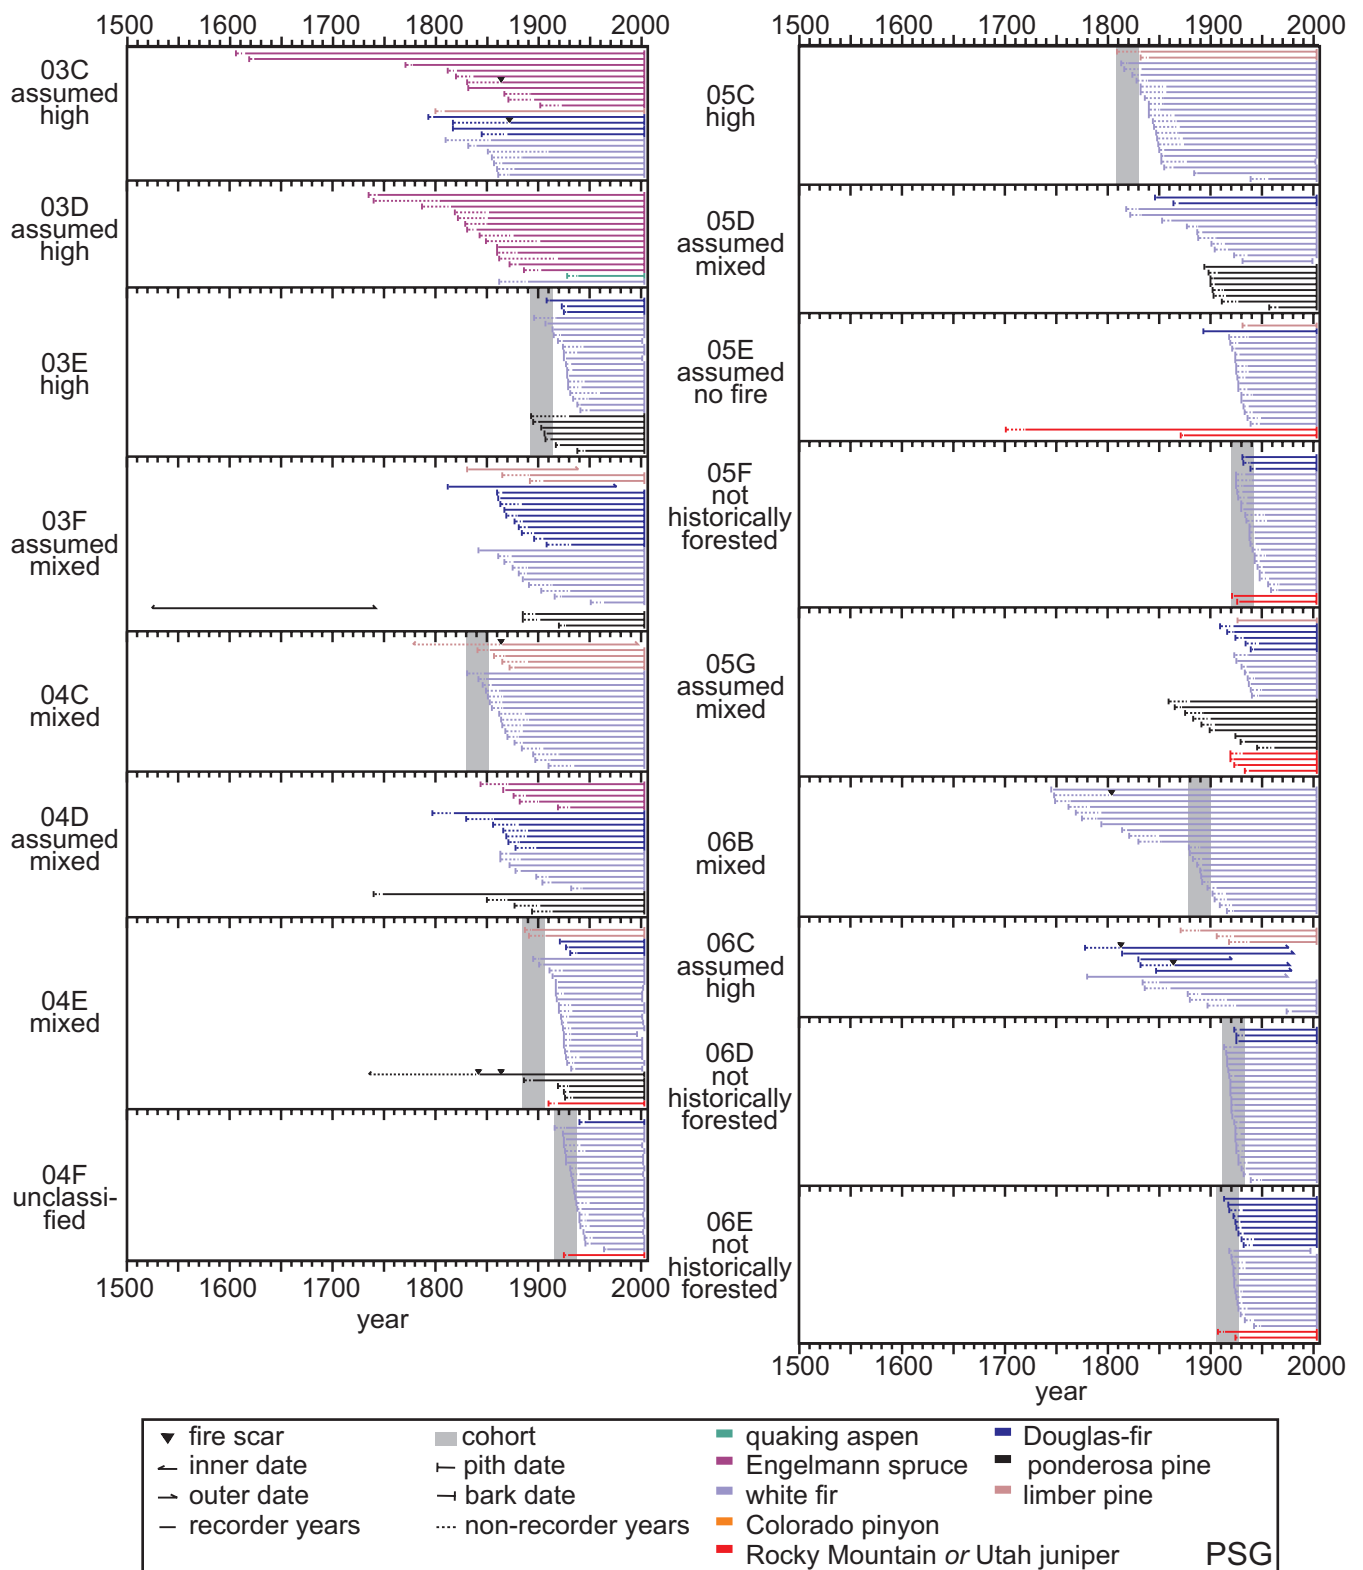 1500 1600 1700 1800 1900 2000
03C
assumed
high
03D
assumed
high
03E
high
03F
assumed
mixed
04C
mixed
04D
assumed
mixed
04E
mixed
04F
unclassi-
fied
1500 1600 1700 1800 1900 2000
year
1500 1600 1700 1800 1900 2000
05C
high
05D
assumed
mixed
05E
assumed
no fire
05F
not
historically
forested
05G
assumed
mixed
06B
mixed
06C
assumed
high
06D
not
historically
forested
06E
not
historically
forested
1500 1600 1700 1800 1900 2000
year
fire scar
inner date
outer date
recorder years
cohort
pith date
bark date
non-recorder years
quaking aspen
Engelmann spruce
white fir
Colorado pinyon
Rocky Mountain or Utah juniper
Douglas-fir
ponderosa pine
limber pine
PSG